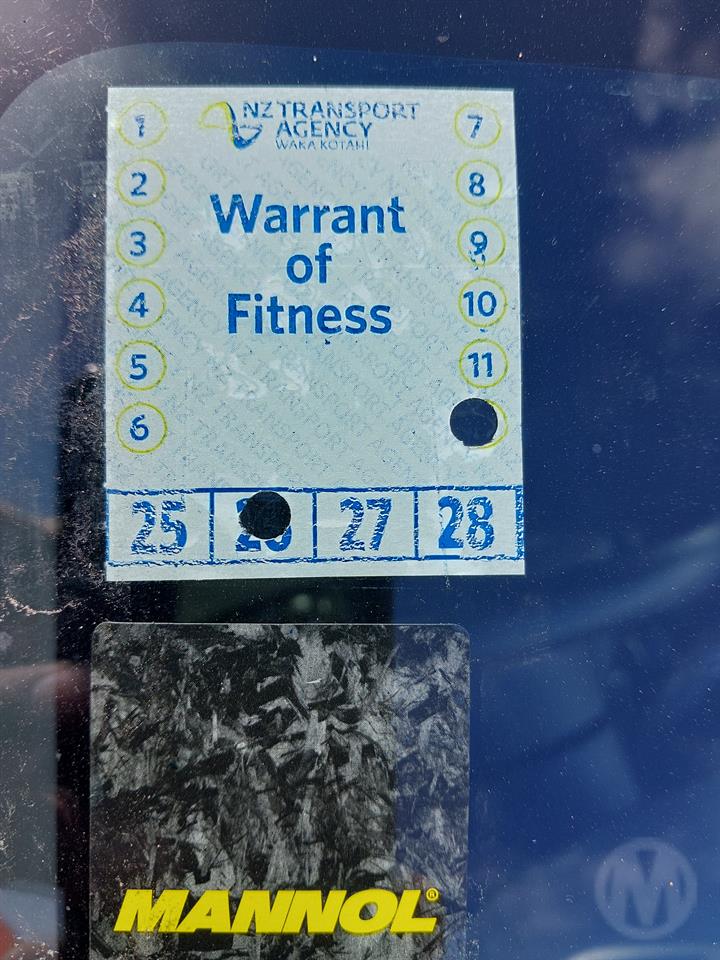 NZ TRANSPORT
AGENCY
WAKA KOTAHI
1
7
2
8
Warrant
3
9
of
4
10
Fitness
5
11
6
25 26 27 28
MANNOL®
M